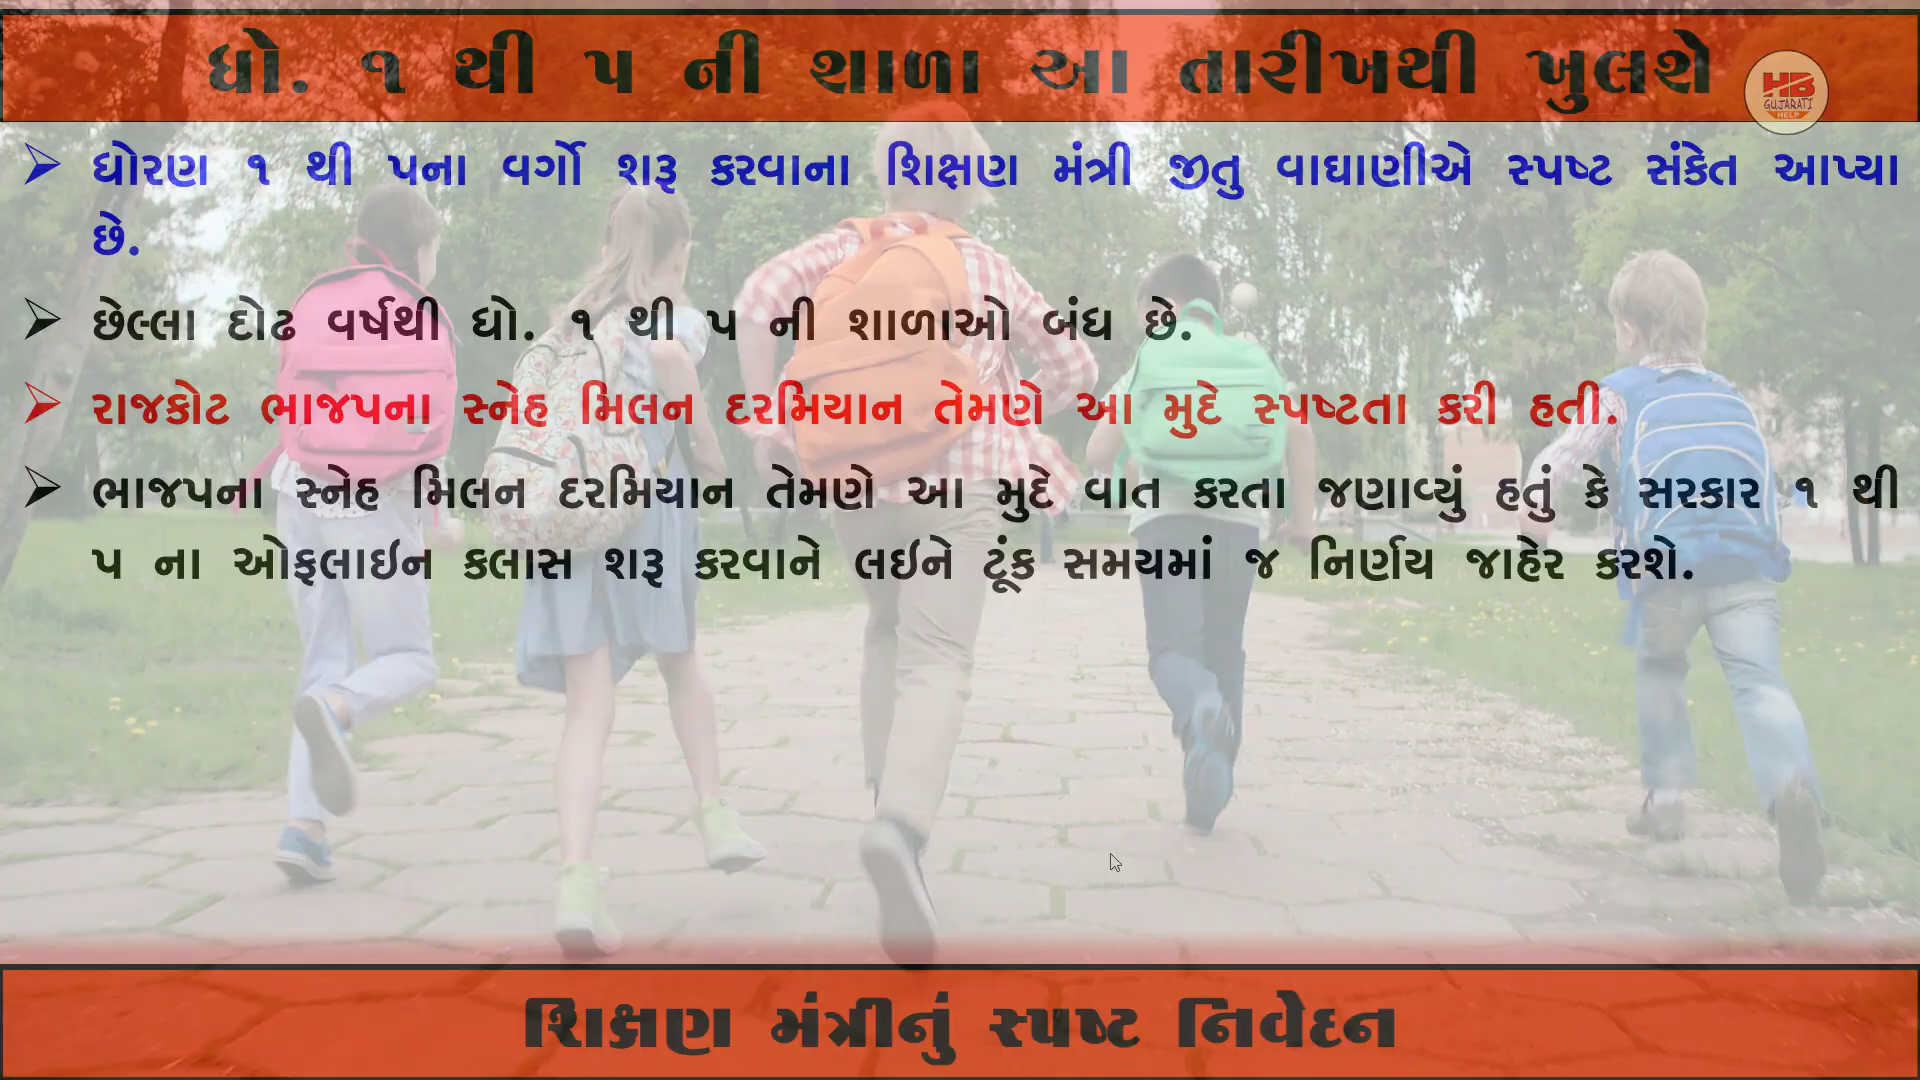 ધો. ૧ થી ૫ ની શાળા આ તારીખથી ખુલશે
HB
GUJARATI
HELP
ધોરણ ૧ થી ૫ના વર્ગો શરૂ કરવાના શિક્ષણ મંત્રી જીતુ વાઘાણીએ સ્પષ્ટ સંકેત આપ્યા
છે.
છેલ્લા દોઢ વર્ષથી ધો. ૧ થી ૫ ની શાળાઓ બંધ છે.
રાજકોટ ભાજપના સ્નેહ મિલન દરમિયાન તેમણે આ મુદે સ્પષ્ટતા કરી હતી.
ભાજપના સ્નેહ મિલન દરમિયાન તેમણે આ મુદે વાત કરતા જણાવ્યું હતું કે સરકાર ૧ થી
૫ ના ઓફલાઈન કલાસ શરૂ કરવાને લઈને ટૂંક સમયમાં જ નિર્ણય જાહેર કરશે.
શિક્ષણ મંત્રીનું સ્પષ્ટ નિવેદન